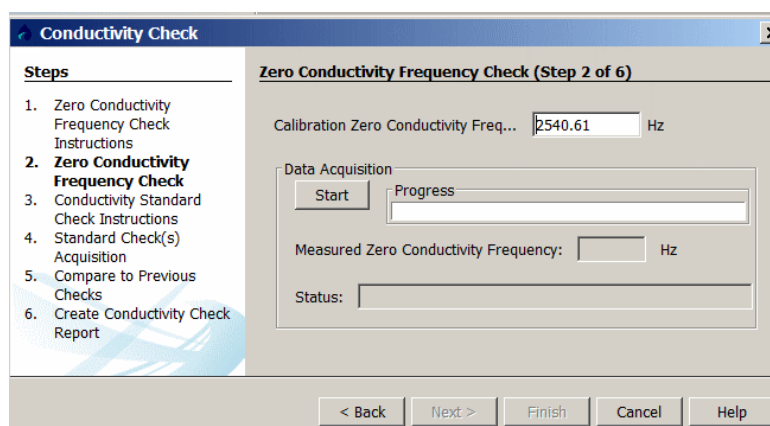 Conductivity Check
Steps
1. Zero Conductivity
Frequency Check
Instructions
2. Zero Conductivity
Frequency Check
3. Conductivity Standard
Check Instructions
4. Standard Check(s)
Acquisition
5. Compare to Previous
Checks
6. Create Conductivity Check
Report
Zero Conductivity Frequency Check (Step 2 of 6)
Calibration Zero Conductivity Freq... 2540.61 Hz
Data Acquisition
Start
Progress
Measured Zero Conductivity Frequency: Hz
Status:
< Back Next > Finish Cancel Help